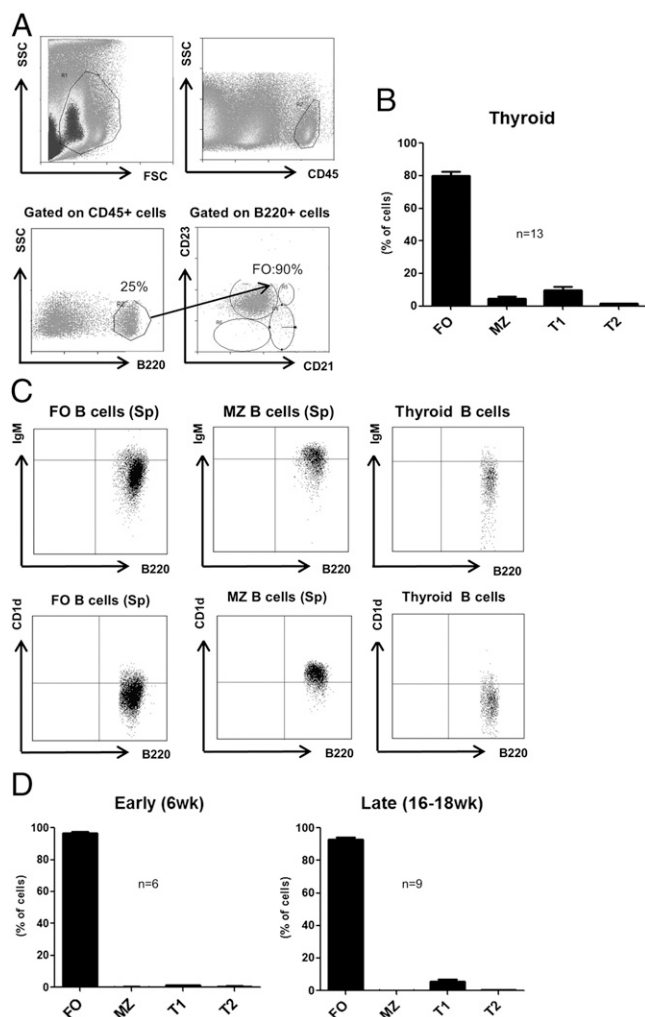 A
SSC
R1
FSC
SSC
R2
CD45
Gated on CD45+ cells
SSC
25%
B220
Gated on B220+ cells
CD23
FO:90%
CD21
B
Thyroid
(% of cells)
100
80
60
40
20
0
n=13
FO
MZ
T1
T2
C
FO B cells (Sp)
IgM
B220
MZ B cells (Sp)
IgM
B220
Thyroid B cells
IgM
B220
FO B cells (Sp)
CD1d
B220
MZ B cells (Sp)
CD1d
B220
Thyroid B cells
CD1d
B220
D
Early (6wk)
(% of cells)
100
80
60
40
20
0
n=6
FO
MZ
T1
T2
Late (16-18wk)
(% of cells)
100
80
60
40
20
0
n=9
FO
MZ
T1
T2